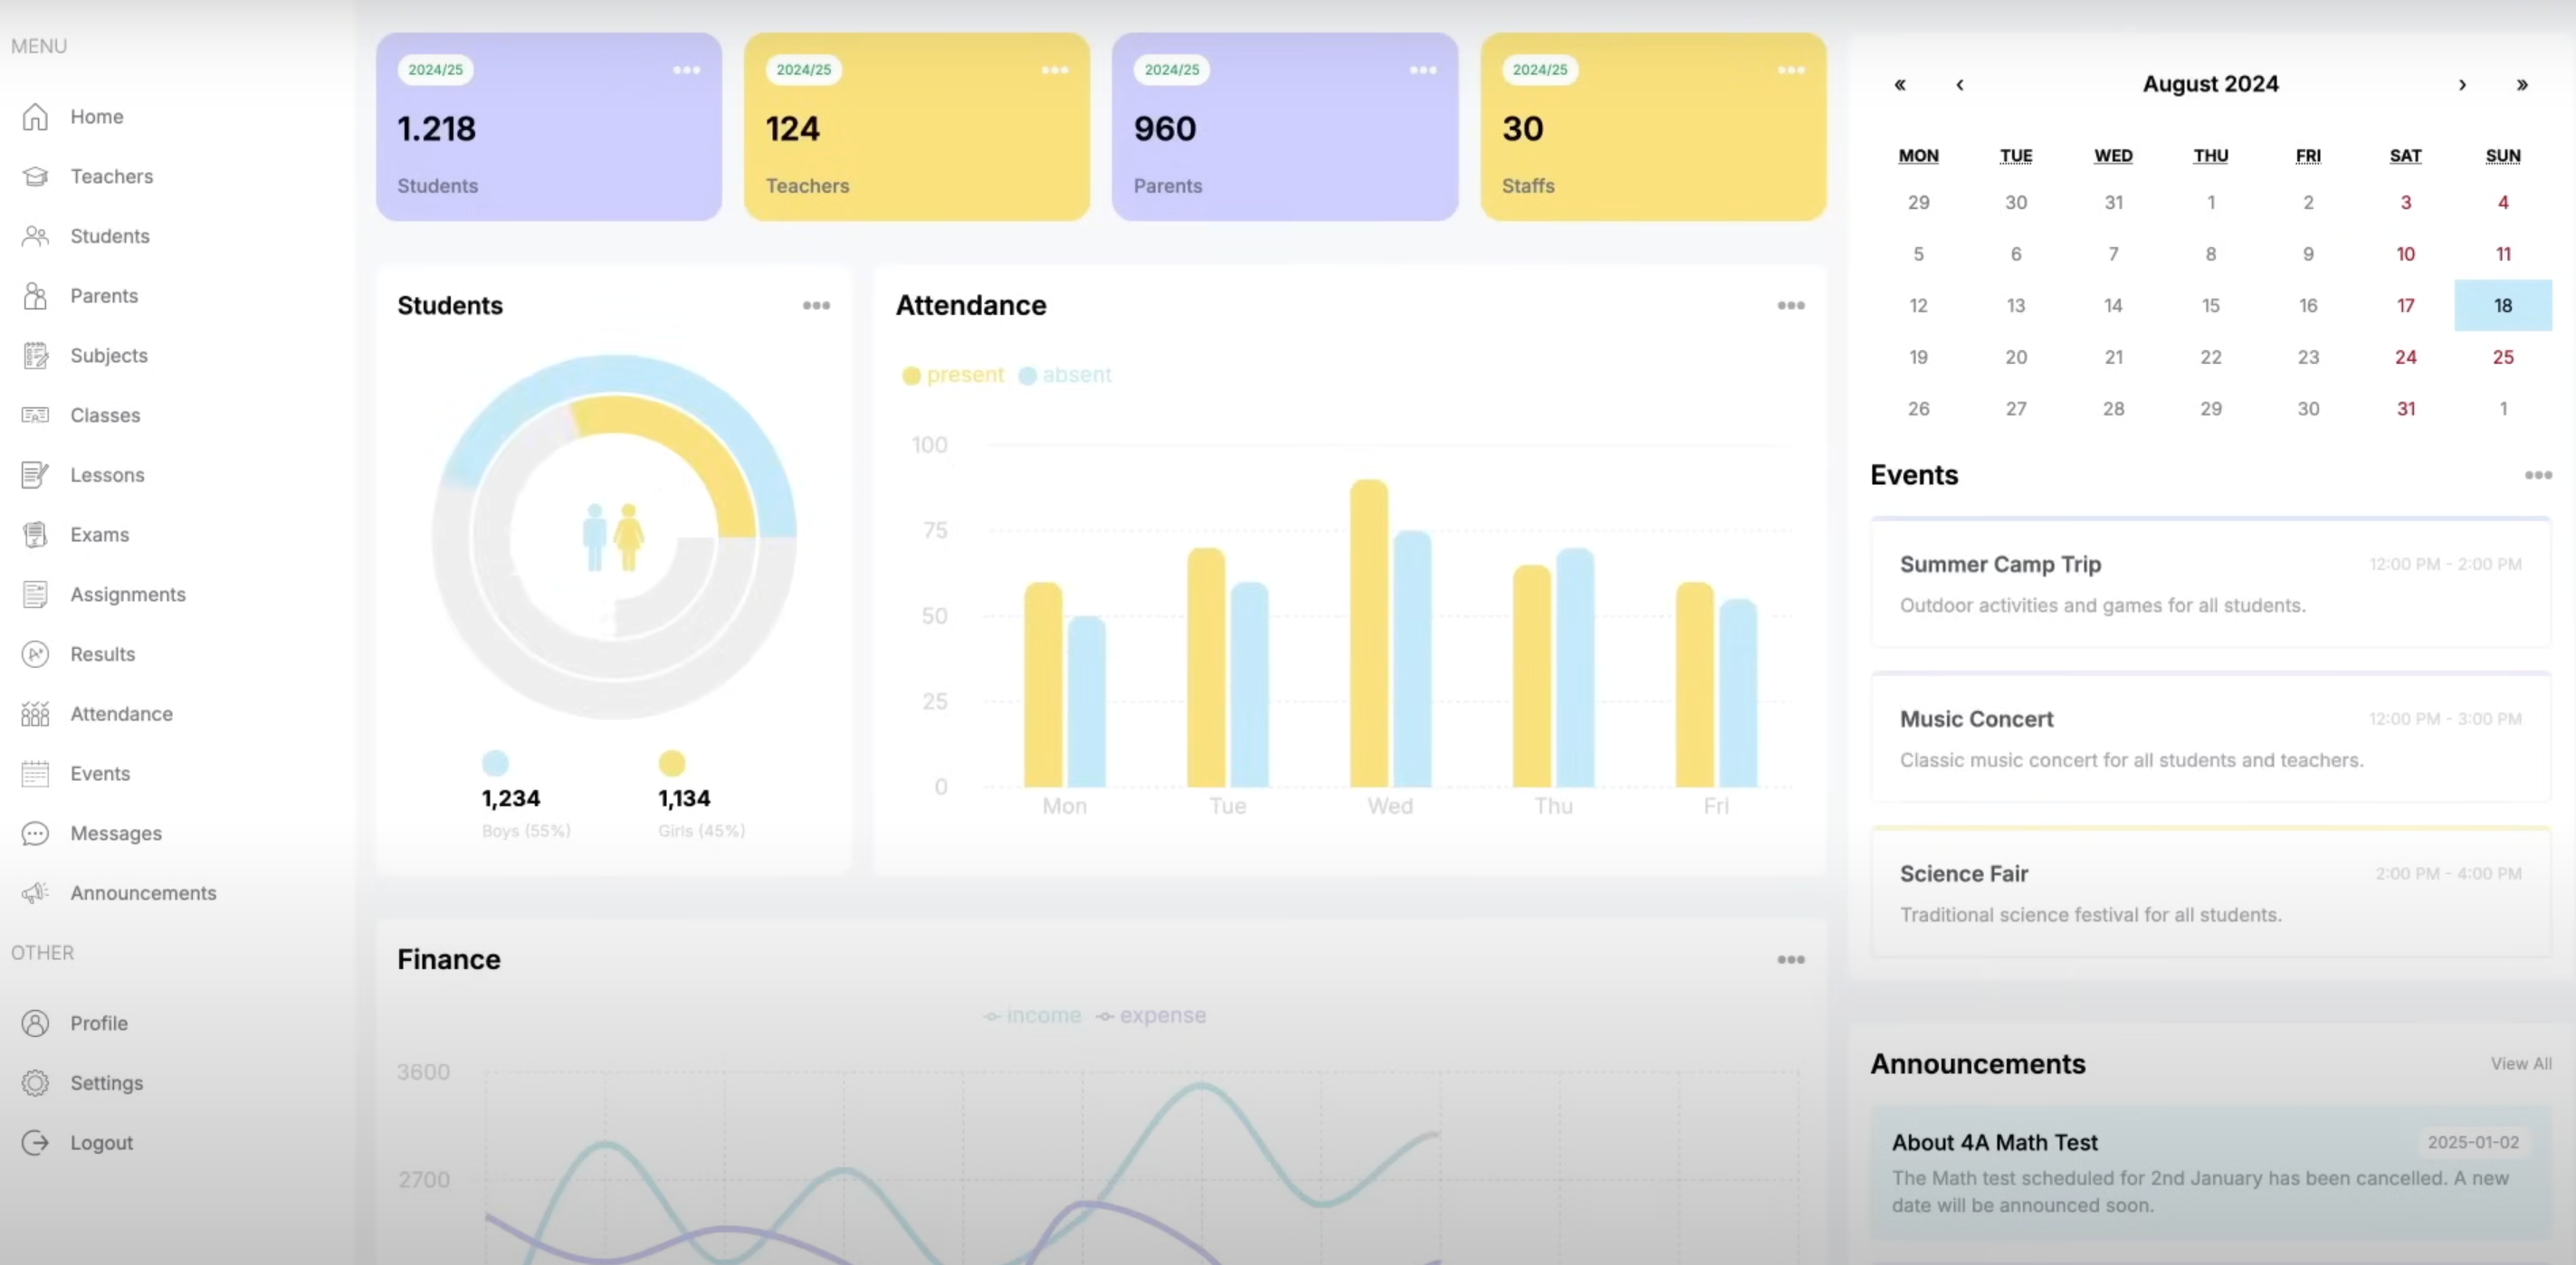 MENU
Home
Teachers
Students
Parents
Subjects
Classes
Lessons
Exams
Assignments
Results
Attendance
Events
Messages
Announcements
OTHER
Profile
Settings
Logout
2024/25
1.218
Students
2024/25
124
Teachers
2024/25
960
Parents
2024/25
30
Staffs
Students
1,234
Boys (55%)
1,134
Girls (45%)
Attendance
present absent
100
75
50
25
0
Mon Tue Wed Thu Fri
Finance
income expense
3600
2700
« ‹ August 2024 › »
MON TUE WED THU FRI SAT SUN
29 30 31 1 2 3 4
5 6 7 8 9 10 11
12 13 14 15 16 17 18
19 20 21 22 23 24 25
26 27 28 29 30 31 1
Events
Summer Camp Trip 12:00 PM - 2:00 PM
Outdoor activities and games for all students.
Music Concert 12:00 PM - 3:00 PM
Classic music concert for all students and teachers.
Science Fair 2:00 PM - 4:00 PM
Traditional science festival for all students.
Announcements View All
About 4A Math Test 2025-01-02
The Math test scheduled for 2nd January has been cancelled. A new
date will be announced soon.